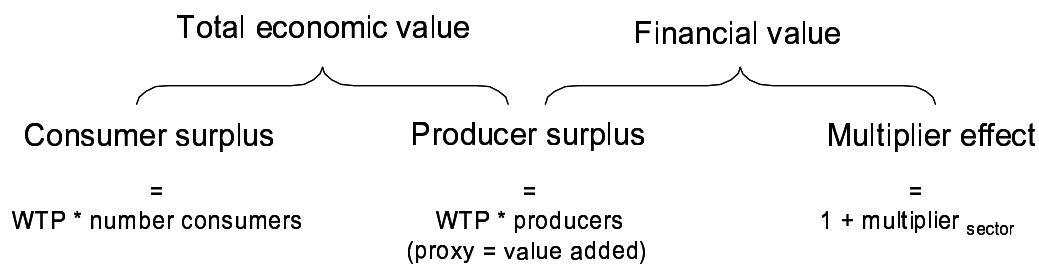 Total economic value
Financial value
Consumer surplus
Producer surplus
Multiplier effect
=
=
=
WTP * number consumers
WTP * producers
(proxy = value added)
1 + multiplier sector